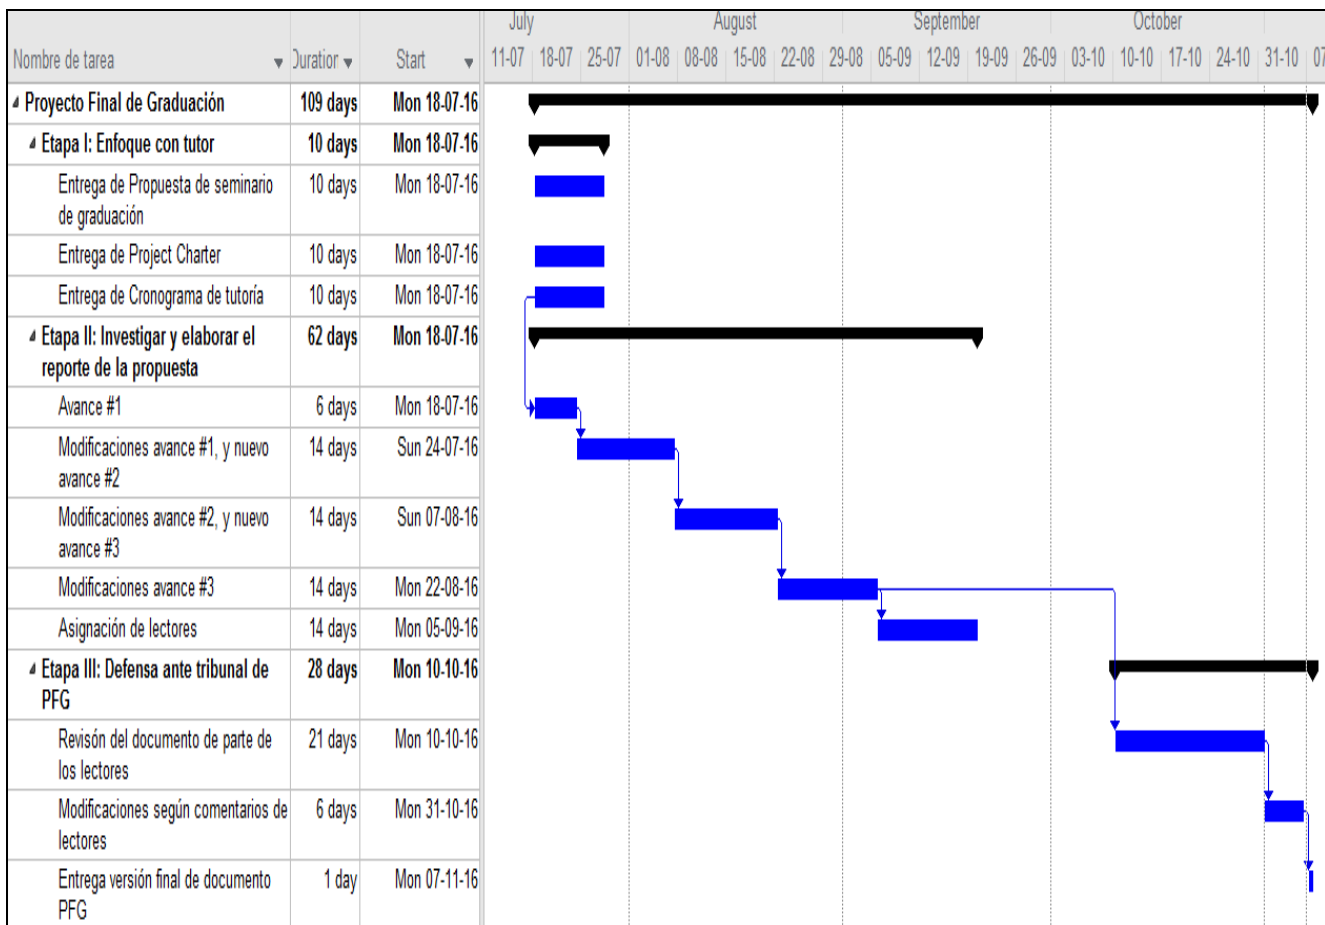 July August September October
Nombre de tarea Duration Start 11-07 18-07 25-07 01-08 08-08 15-08 22-08 29-08 05-09 12-09 19-09 26-09 03-10 10-10 17-10 24-10 31-10 07
Proyecto Final de Graduación 109 days Mon 18-07-16
Etapa I: Enfoque con tutor 10 days Mon 18-07-16
Entrega de Propuesta de seminario 10 days Mon 18-07-16
de graduación
Entrega de Project Charter 10 days Mon 18-07-16
Entrega de Cronograma de tutoría 10 days Mon 18-07-16
Etapa II: Investigar y elaborar el 62 days Mon 18-07-16
reporte de la propuesta
Avance #1 6 days Mon 18-07-16
Modificaciones avance #1, y nuevo 14 days Sun 24-07-16
avance #2
Modificaciones avance #2, y nuevo 14 days Sun 07-08-16
avance #3
Modificaciones avance #3 14 days Mon 22-08-16
Asignación de lectores 14 days Mon 05-09-16
Etapa III: Defensa ante tribunal de 28 days Mon 10-10-16
PFG
Revisón del documento de parte de 21 days Mon 10-10-16
los lectores
Modificaciones según comentarios de 6 days Mon 31-10-16
lectores
Entrega versión final de documento 1 day Mon 07-11-16
PFG